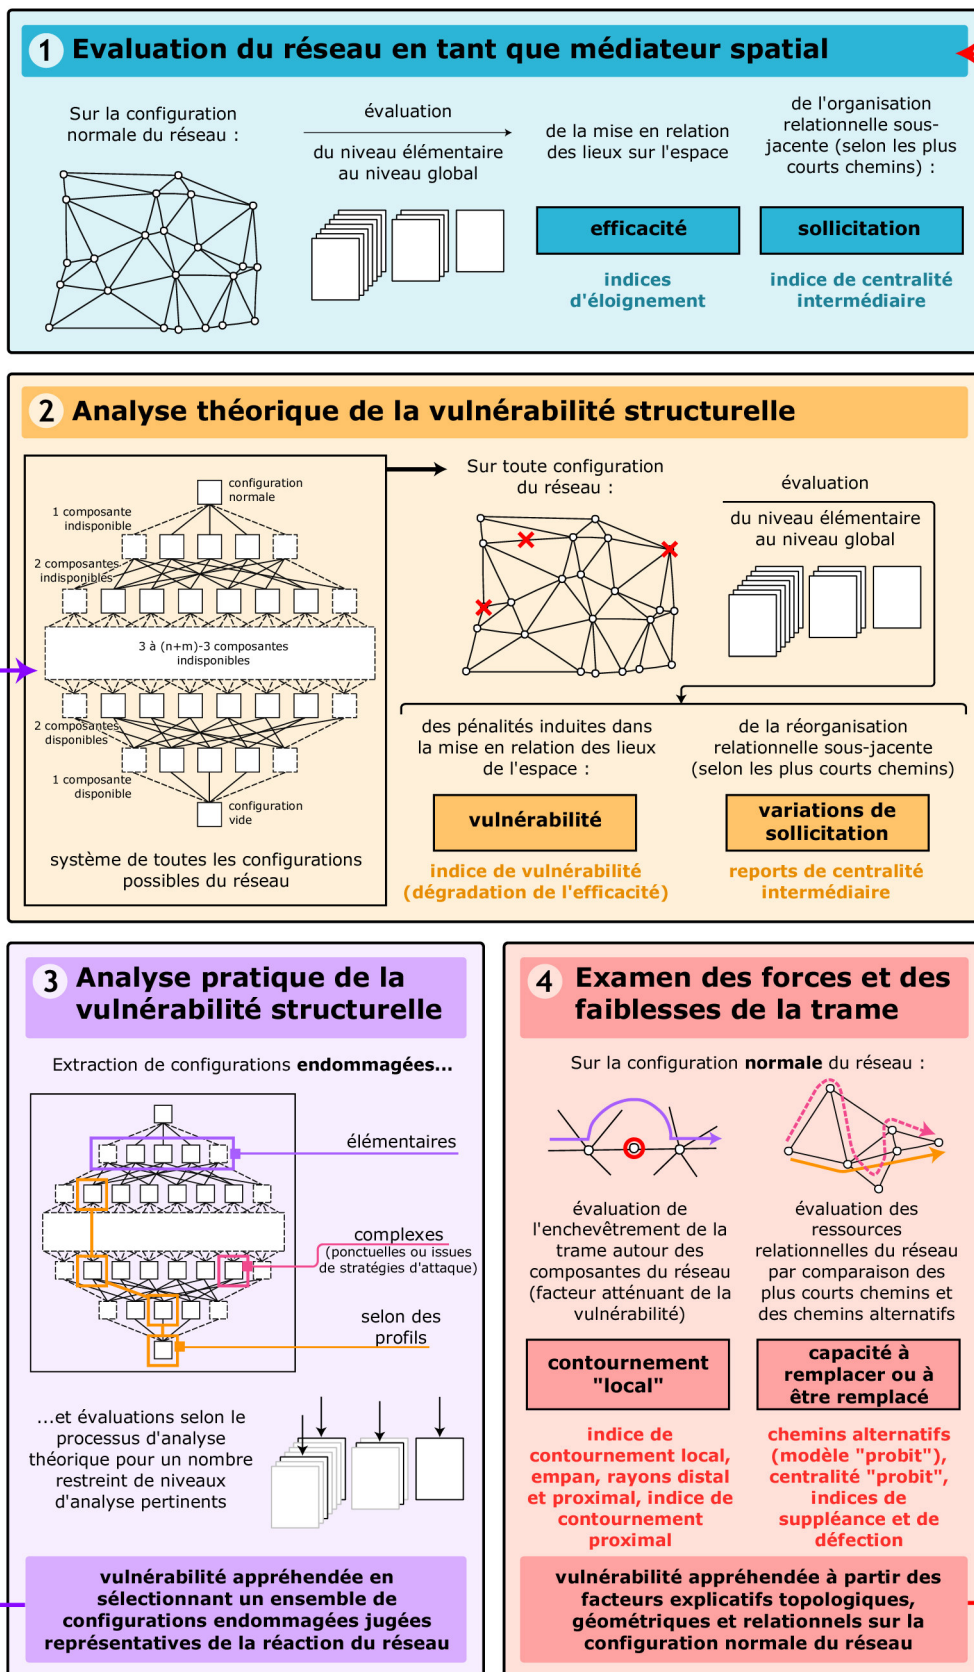 1 Evaluation du réseau en tant que médiateur spatial
Sur la configuration
normale du réseau :
évaluation
du niveau élémentaire
au niveau global
de la mise en relation
des lieux sur l'espace
efficacité
indices
d'éloignement
de l'organisation
relationnelle sous-
jacente (selon les plus
courts chemins) :
sollicitation
indice de centralité
intermédiaire
2 Analyse théorique de la vulnérabilité structurelle
configuration
normale
1 composante
indisponible
2 composantes
indisponibles
3 à (n+m)-3 composantes
indisponibles
2 composantes
disponibles
1 composante
disponible
configuration
vide
système de toutes les configurations
possibles du réseau
Sur toute configuration
du réseau :
évaluation
du niveau élémentaire
au niveau global
des pénalités induites dans
la mise en relation des lieux
de l'espace :
vulnérabilité
indice de vulnérabilité
(dégradation de l'efficacité)
de la réorganisation
relationnelle sous-jacente
(selon les plus courts chemins)
variations de
sollicitation
reports de centralité
intermédiaire
3 Analyse pratique de la
vulnérabilité structurelle
Extraction de configurations endommagées...
élémentaires
complexes
(ponctuelles ou issues
de stratégies d'attaque)
selon des
profils
...et évaluations selon le
processus d'analyse
théorique pour un nombre
restreint de niveaux
d'analyse pertinents
vulnérabilité appréhendée en
sélectionnant un ensemble de
configurations endommagées jugées
représentatives de la réaction du réseau
4 Examen des forces et des
faiblesses de la trame
Sur la configuration normale du réseau :
évaluation de
l'enchevêtrement de la
trame autour des
composantes du réseau
(facteur atténuant de la
vulnérabilité)
contournement
"local"
indice de
contournement local,
empan, rayons distal
et proximal, indice de
contournement
proximal
évaluation des
ressources
relationnelles du réseau
par comparaison des
plus courts chemins et
des chemins alternatifs
capacité à
remplacer ou à
être remplacé
chemins alternatifs
(modèle "probit"),
centralité "probit",
indices de
suppléance et de
défection
vulnérabilité appréhendée à partir des
facteurs explicatifs topologiques,
géométriques et relationnels sur la
configuration normale du réseau